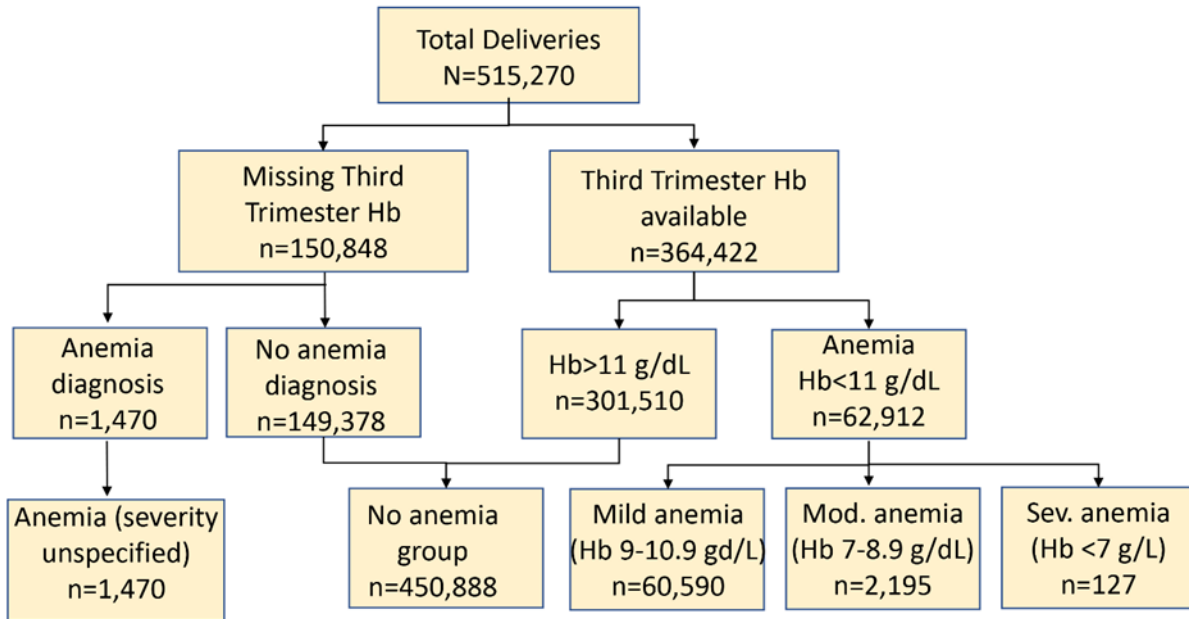 Total Deliveries
N=515,270
Missing Third
Trimester Hb
n=150,848
Third Trimester Hb
available
n=364,422
Anemia
diagnosis
n=1,470
No anemia
diagnosis
n=149,378
Hb>11 g/dL
n=301,510
Anemia
Hb<11 g/dL
n=62,912
Anemia (severity
unspecified)
n=1,470
No anemia
group
n=450,888
Mild anemia
(Hb 9-10.9 gd/L)
n=60,590
Mod. anemia
(Hb 7-8.9 g/dL)
n=2,195
Sev. anemia
(Hb <7 g/L)
n=127